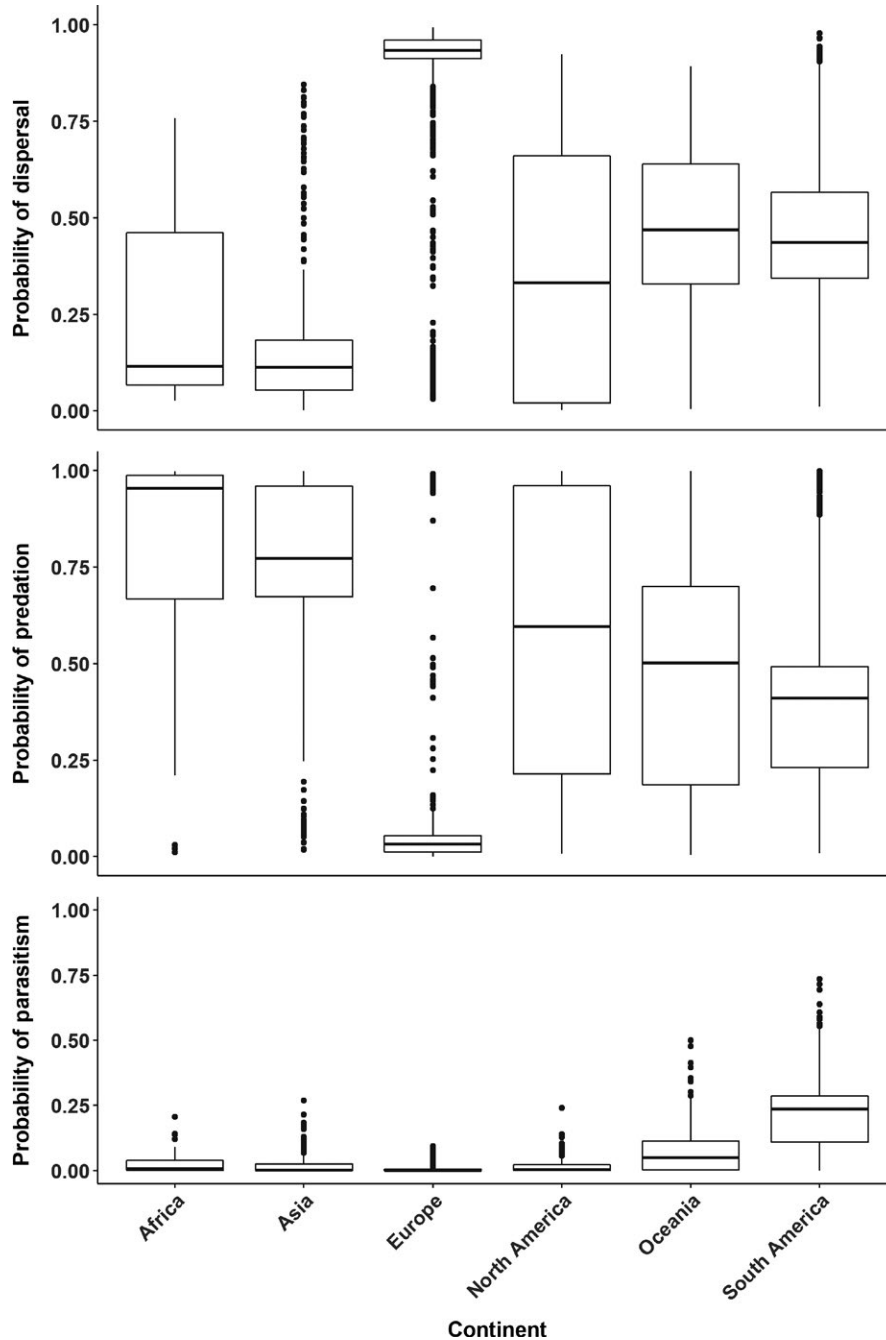 Probability of dispersal
1.00
0.75
0.50
0.25
0.00
Probability of predation
1.00
0.75
0.50
0.25
0.00
Probability of parasitism
1.00
0.75
0.50
0.25
0.00
Africa
Asia
Europe
North America
Oceania
South America
Continent